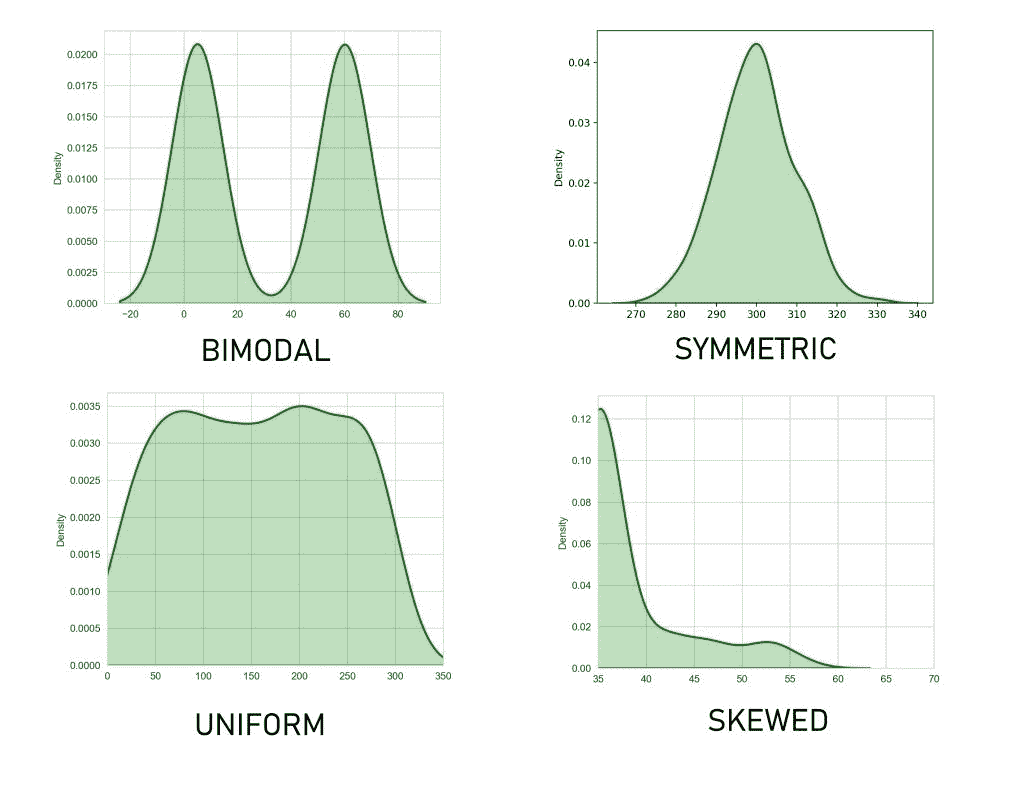 Density
0.0200
0.0175
0.0150
0.0125
0.0100
0.0075
0.0050
0.0025
0.0000
−20 0 20 40 60 80
BIMODAL
Density
0.04
0.03
0.02
0.01
0.00
270 280 290 300 310 320 330 340
SYMMETRIC
Density
0.0035
0.0030
0.0025
0.0020
0.0015
0.0010
0.0005
0.0000
0 50 100 150 200 250 300 350
UNIFORM
Density
0.12
0.10
0.08
0.06
0.04
0.02
0.00
35 40 45 50 55 60 65 70
SKEWED